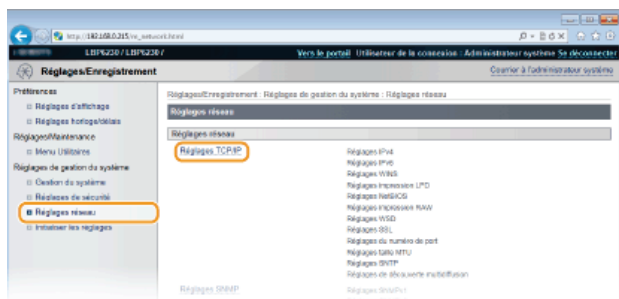 http://192.168.0.215/re_network.html
LBP6230 / LBP6230
Vers le portail Utilisateur de la connexion : Administrateur système Se déconnecter
Réglages/Enregistrement
Courrier à l'administrateur système
Préférences
Réglages/Enregistrement : Réglages de gestion du système : Réglages réseau
Réglages d'affichage
Réglages réseau
Réglages horloge/délais
Réglages/Maintenance
Réglages réseau
Menu Utilitaires
Réglages TCP/IP
Réglages IPv4
Réglages IPv6
Réglages de gestion du système
Réglages WINS
Gestion du système
Réglages impression LPD
Réglages de sécurité
Réglages NetBIOS
Réglages réseau
Réglages impression RAW
Réglages WSD
Initialiser les réglages
Réglages SSL
Réglages du numéro de port
Réglages taille MTU
Réglages SNTP
Réglages de découverte multidiffusion
Réglages SNMP
Réglages SNMPv1